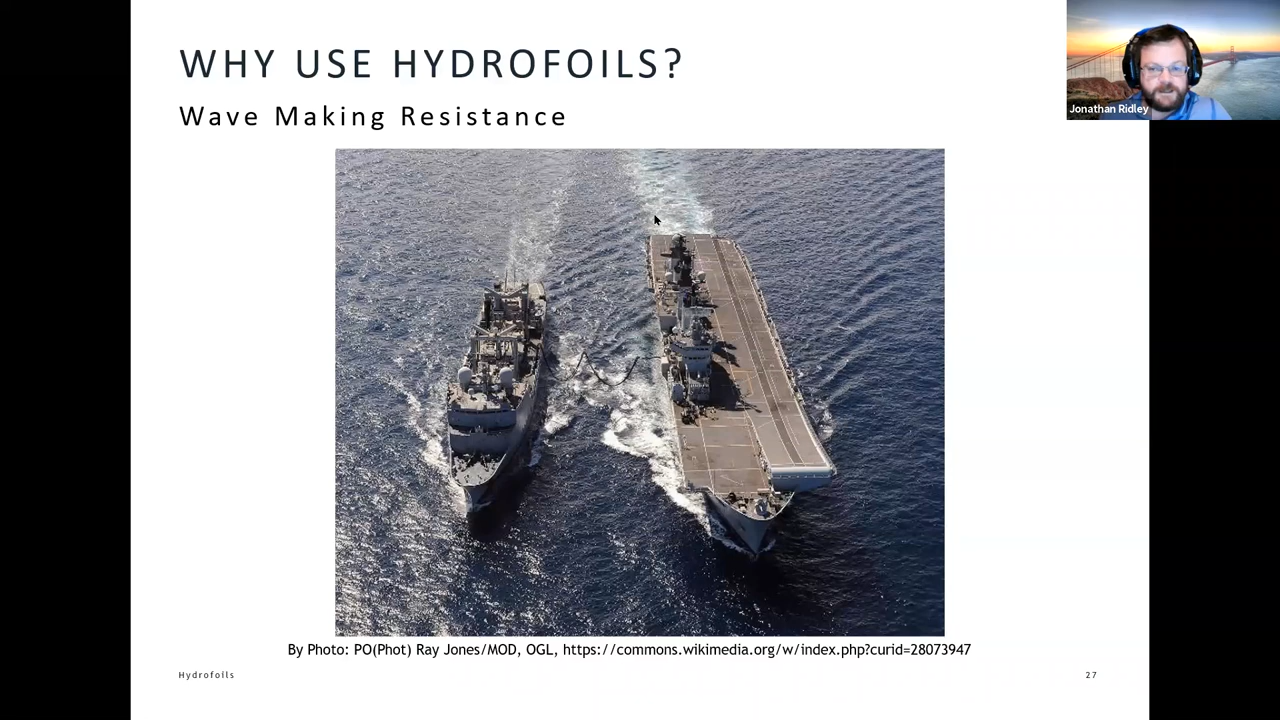 WHY USE HYDROFOILS?
Wave Making Resistance
Jonathan Ridley
By Photo: PO(Phot) Ray Jones/MOD, OGL, https://commons.wikimedia.org/w/index.php?curid=28073947
Hydrofoils
27